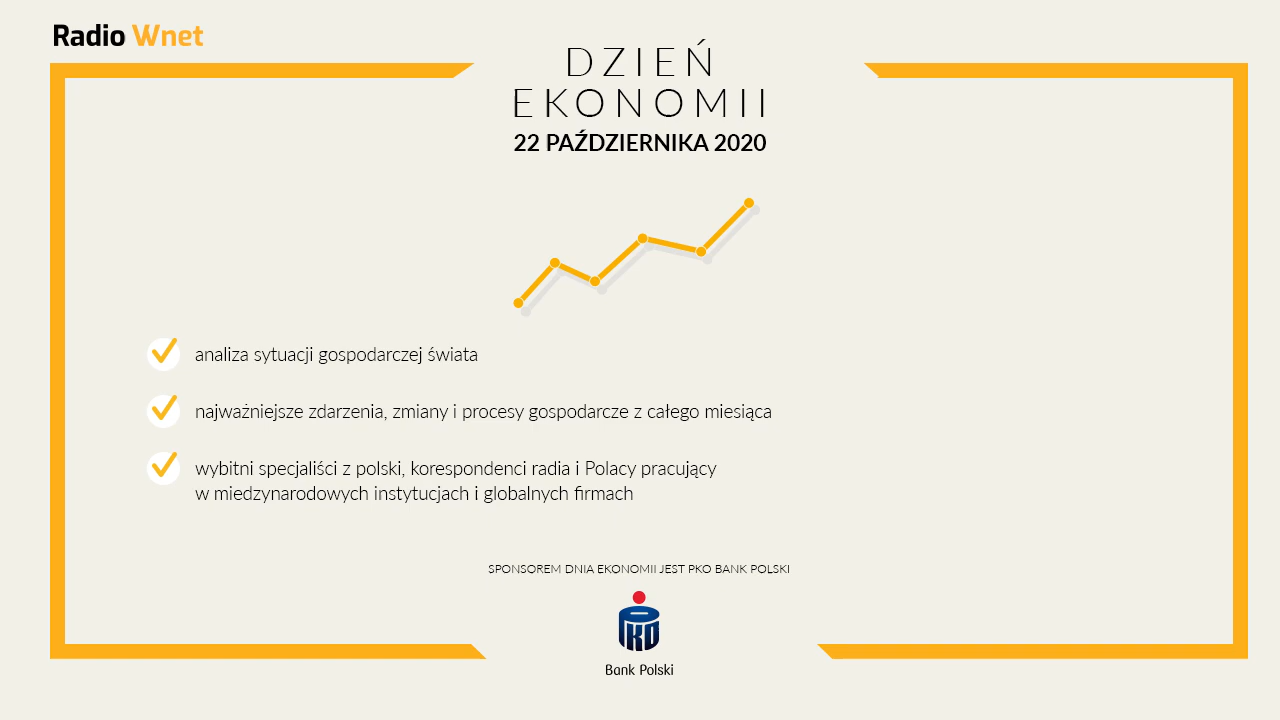 Radio Wnet
DZIEŃ
EKONOMII
22 PAŹDZIERNIKA 2020
analiza sytuacji gospodarczej świata
najważniejsze zdarzenia, zmiany i procesy gospodarcze z całego miesiąca
wybitni specjaliści z polski, korespondenci radia i Polacy pracujący
w miedzynarodowych instytucjach i globalnych firmach
SPONSOREM DNIA EKONOMII JEST PKO BANK POLSKI
PKO
Bank Polski